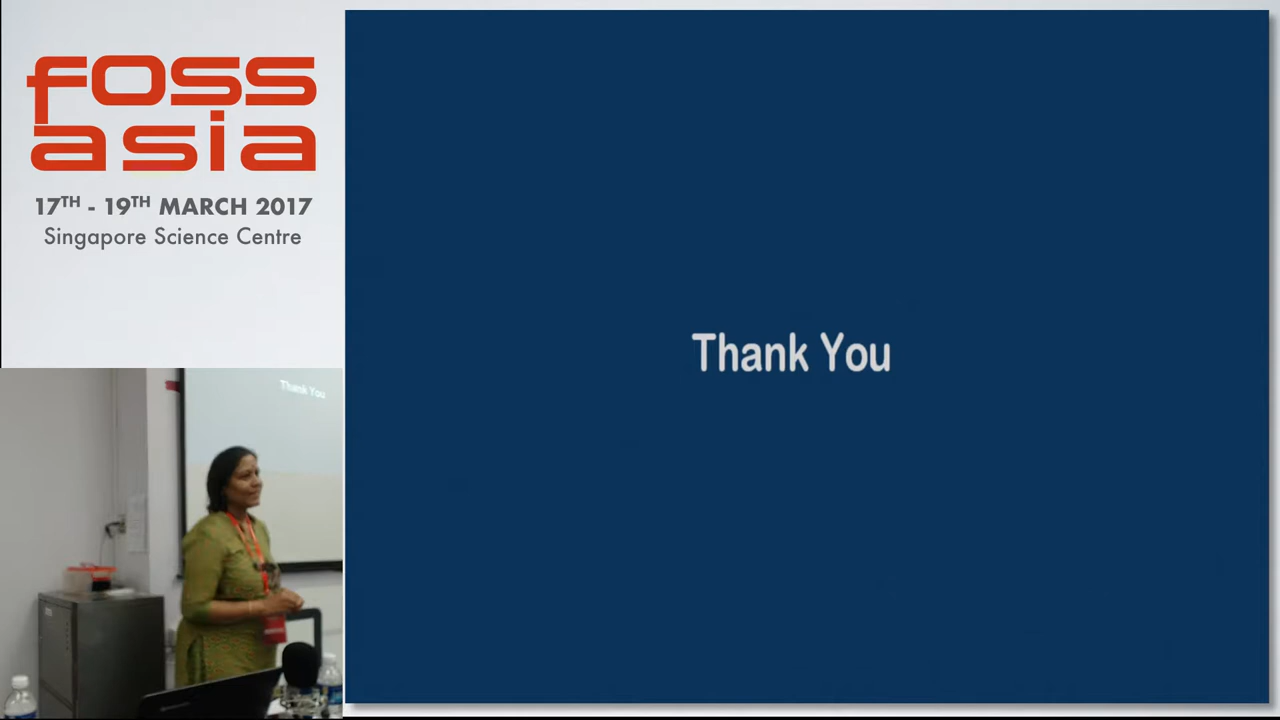 foss
asia
17TH - 19TH MARCH 2017
Singapore Science Centre
Thank You
Thank You